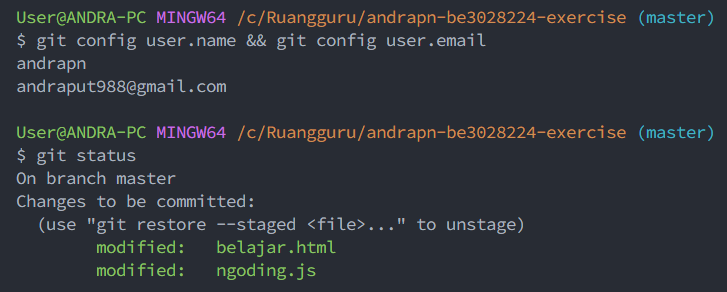 User@ANDRA-PC MINGW64 /c/Ruangguru/andrapn-be3028224-exercise (master)
$ git config user.name && git config user.email
andrapn
andraput988@gmail.com

User@ANDRA-PC MINGW64 /c/Ruangguru/andrapn-be3028224-exercise (master)
$ git status
On branch master
Changes to be committed:
  (use "git restore --staged <file>..." to unstage)
        modified:   belajar.html
        modified:   ngoding.js